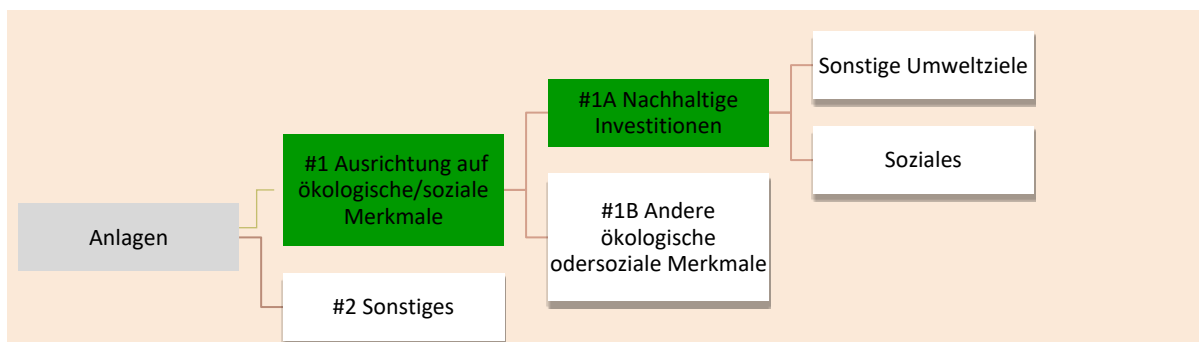 Anlagen
#1 Ausrichtung auf
ökologische/soziale
Merkmale
#2 Sonstiges
#1A Nachhaltige
Investitionen
#1B Andere
ökologische
odersoziale Merkmale
Sonstige Umweltziele
Soziales